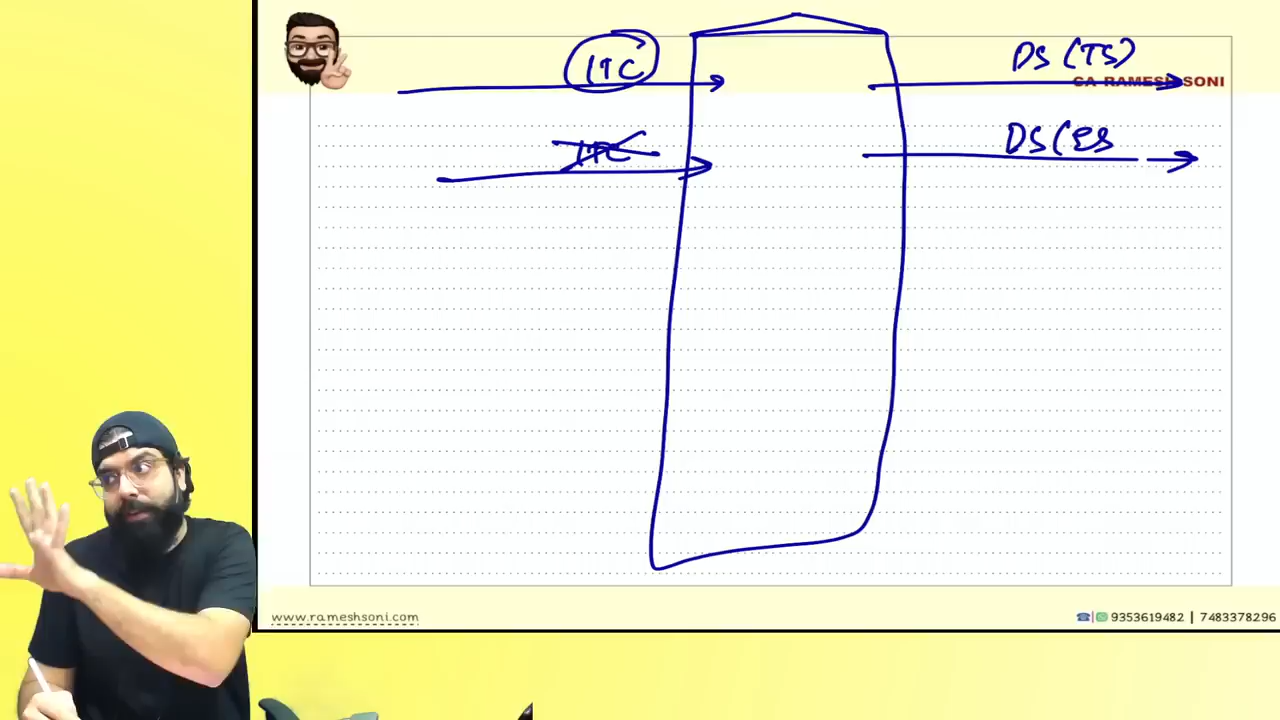 ITC
DS (TS)
CA RAMESH SONI
ITC
DS (ES
www.rameshsoni.com
9353619482 | 7483378296